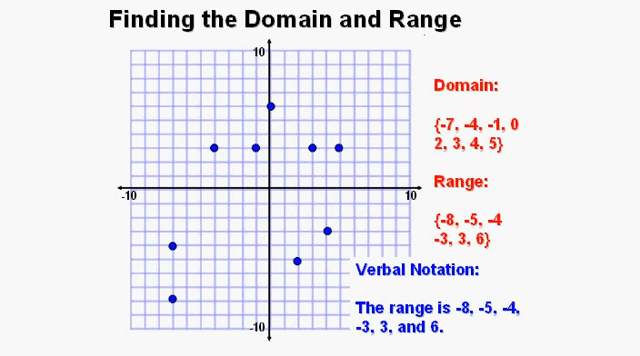 Finding the Domain and Range
10
Domain:
{-7, -4, -1, 0
2, 3, 4, 5}
Range:
-10
10
{-8, -5, -4
-3, 3, 6}
Verbal Notation:
The range is -8, -5, -4,
-3, 3, and 6.
-10